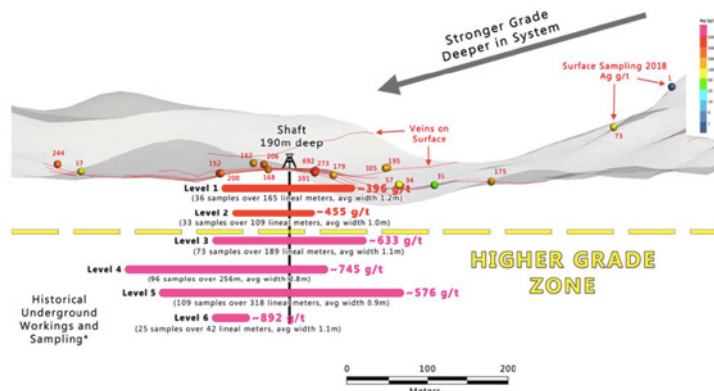 Stronger Grade
Deeper in System
Surface Sampling 2018
Ag g/t
1
73
Shaft
190m deep
Veins on
Surface
244
17
152
200
162
206
168
692
273
391
179
105
195
57
34
35
175
Level 1
~396 g/t
(36 samples over 165 lineal meters, avg width 1.2m)
Level 2
~455 g/t
(33 samples over 109 lineal meters, avg width 1.0m)
Level 3
~633 g/t
(73 samples over 189 lineal meters, avg width 1.1m)
HIGHER GRADE
ZONE
Level 4
~745 g/t
(96 samples over 256m, avg width 0.8m)
Level 5
~576 g/t
(109 samples over 318 lineal meters, avg width 0.9m)
Level 6
~892 g/t
(25 samples over 42 lineal meters, avg width 1.1m)
Historical
Underground
Workings and
Sampling*
0 100 200
Meters